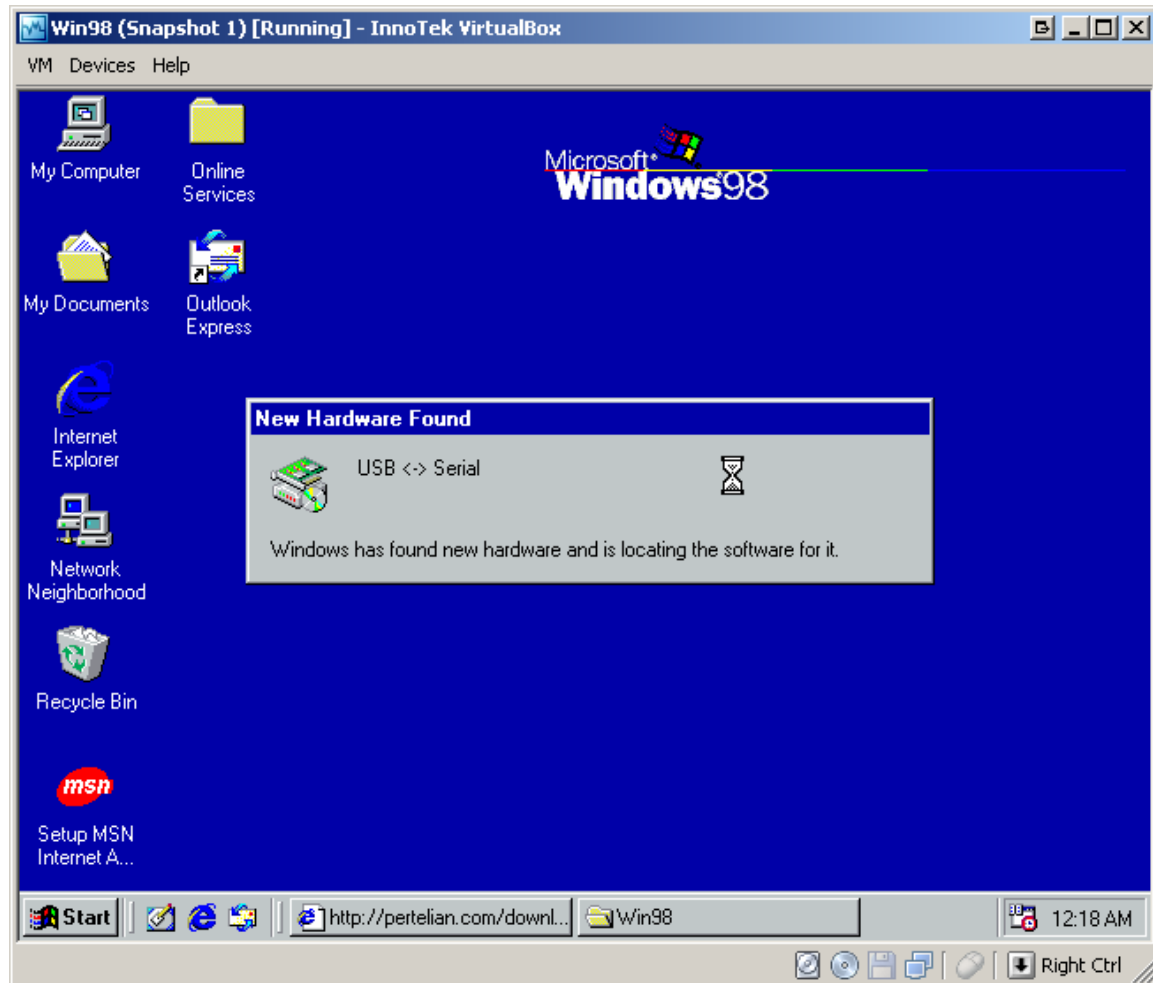 Win98 (Snapshot 1) [Running] - InnoTek VirtualBox
VM Devices Help
My Computer
Online
Services
Microsoft
Windows 98
My Documents
Outlook
Express
Internet
Explorer
New Hardware Found
USB <-> Serial
Windows has found new hardware and is locating the software for it.
Network
Neighborhood
Recycle Bin
msn
Setup MSN
Internet A...
Start http://pertelian.com/downl... Win98 12:18 AM
Right Ctrl